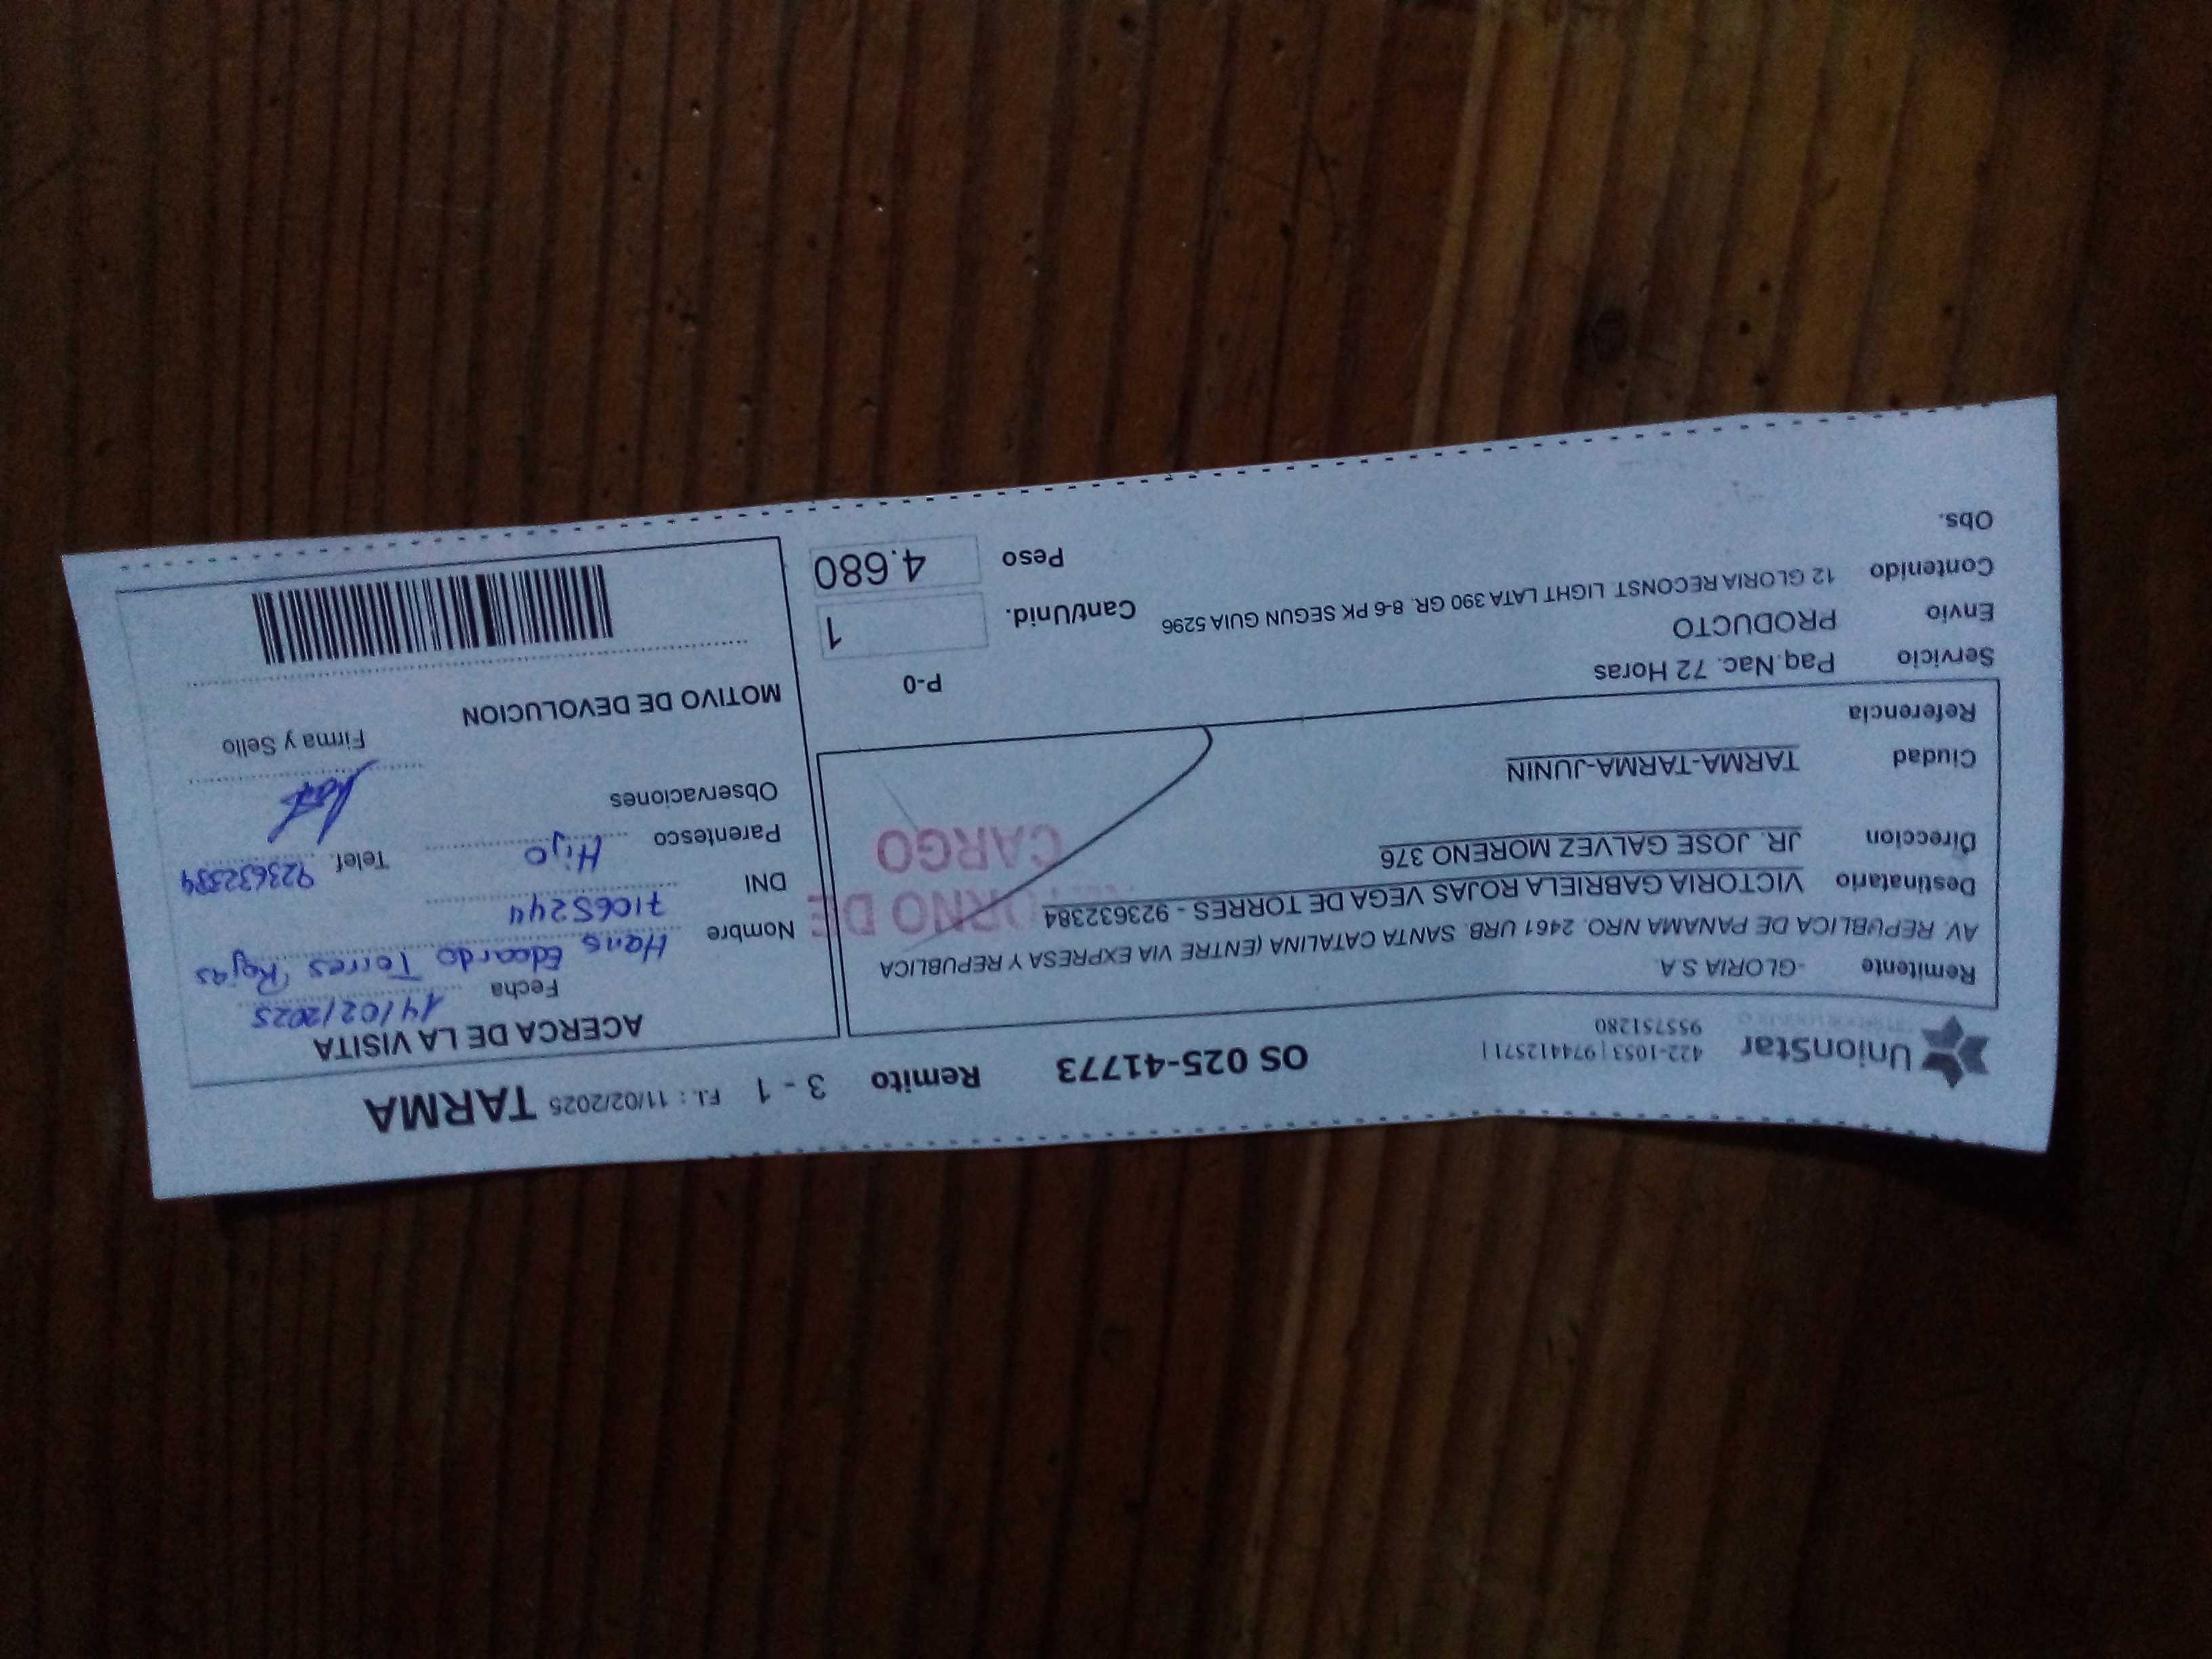 UnionStar
422-1053 | 974412571 |
955751280
OS 025-41773
Remito 3 - 1
F.I. : 11/02/2025 TARMA
Remitente -GLORIA S.A.
AV. REPUBLICA DE PANAMA NRO. 2461 URB. SANTA CATALINA (ENTRE VIA EXPRESA Y REPUBLICA
Destinatario VICTORIA GABRIELA ROJAS VEGA DE TORRES - 923632384
Direccion JR. JOSE GALVEZ MORENO 376
Ciudad TARMA-TARMA-JUNIN
Referencia
ORNO DE
CARGO
Servicio Paq.Nac. 72 Horas
Envio PRODUCTO
Contenido 12 GLORIA RECONST. LIGHT LATA 390 GR. 8-6 PK SEGUN GUIA 5296
Obs.
P-0
Cant/Unid. 1
Peso 4.680
ACERCA DE LA VISITA
Fecha 14/02/2025
Nombre Hans Edoardo Torres Rojas
DNI 71065244
Parentesco Hijo Telef. 923632384
Observaciones
Firma y Sello
MOTIVO DE DEVOLUCION